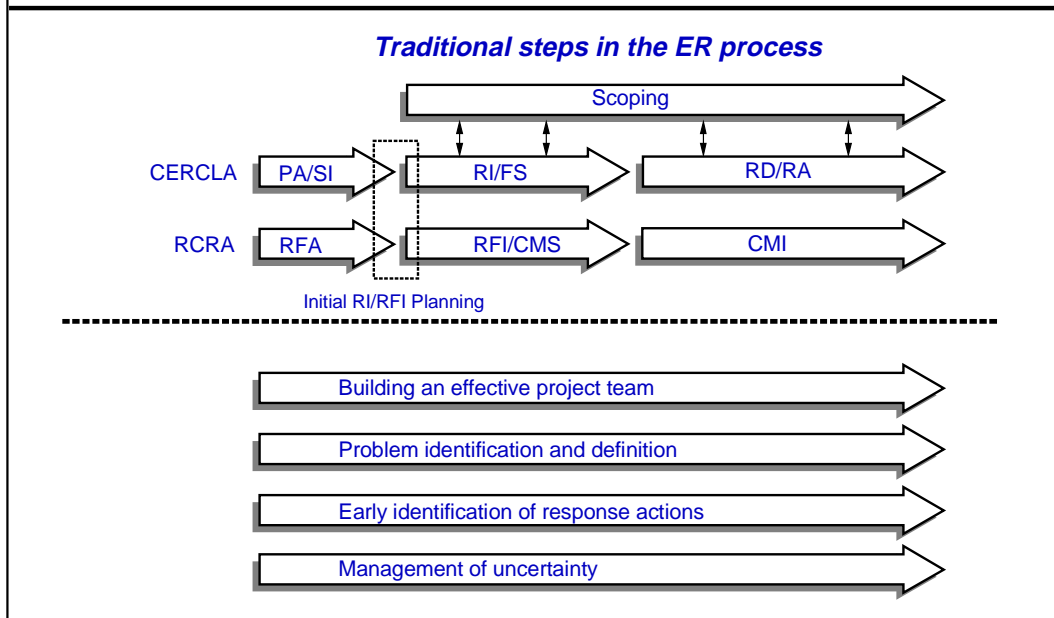 Traditional steps in the ER process
Scoping
CERCLA PA/SI RI/FS RD/RA
RCRA RFA RFI/CMS CMI
Initial RI/RFI Planning
Building an effective project team
Problem identification and definition
Early identification of response actions
Management of uncertainty